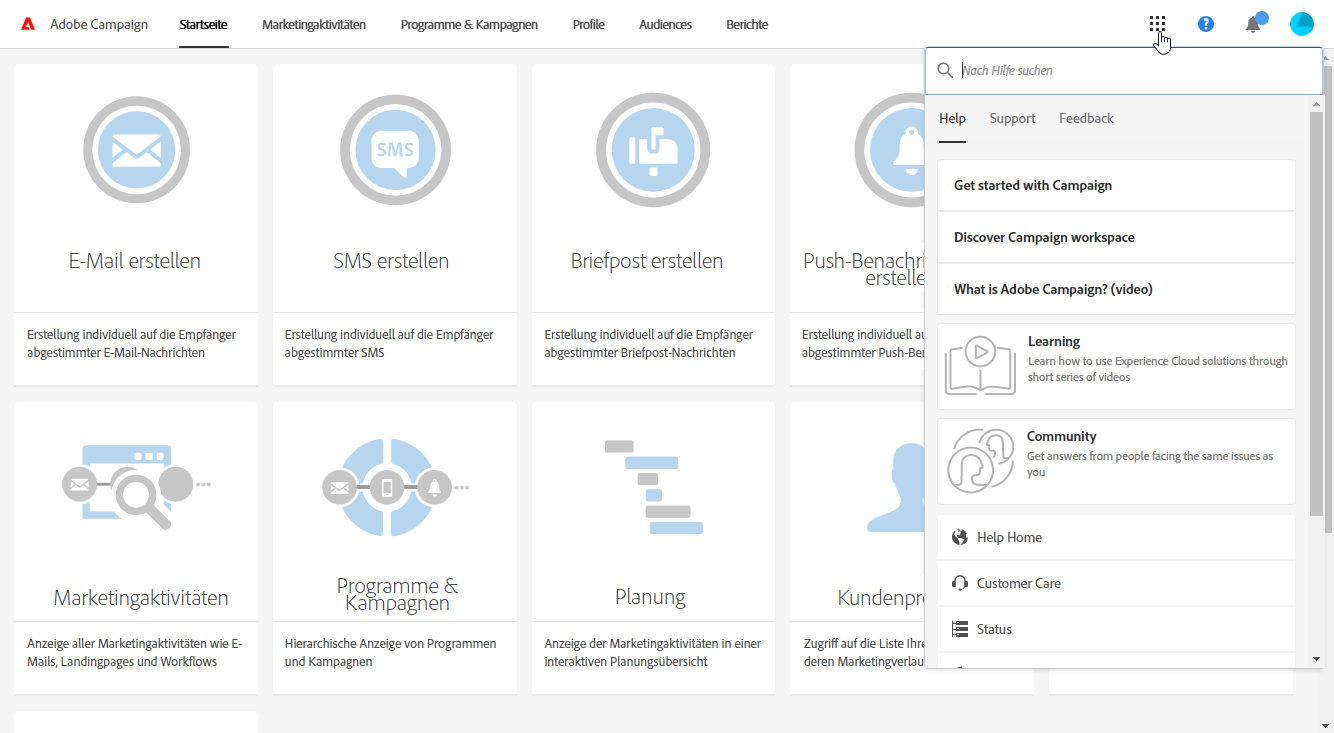 Adobe Campaign
Startseite
Marketingaktivitäten
Programme & Kampagnen
Profile
Audiences
Berichte
?
Nach Hilfe suchen
Help
Support
Feedback
Get started with Campaign
Discover Campaign workspace
What is Adobe Campaign? (video)
Learning
Learn how to use Experience Cloud solutions through
short series of videos
Community
Get answers from people facing the same issues as
you
Help Home
Customer Care
Status
E-Mail erstellen
Erstellung individuell auf die Empfänger
abgestimmter E-Mail-Nachrichten
SMS
SMS erstellen
Erstellung individuell auf die Empfänger
abgestimmter SMS
Briefpost erstellen
Erstellung individuell auf die Empfänger
abgestimmter Briefpost-Nachrichten
Push-Benachri
erstelle
Erstellung individuell au
abgestimmter Push-Ber
Marketingaktivitäten
Anzeige aller Marketingaktivitäten wie E-
Mails, Landingpages und Workflows
Programme &
Kampagnen
Hierarchische Anzeige von Programmen
und Kampagnen
Planung
Anzeige der Marketingaktivitäten in einer
interaktiven Planungsübersicht
Kundenpr
Zugriff auf die Liste Ihre
deren Marketingverlau